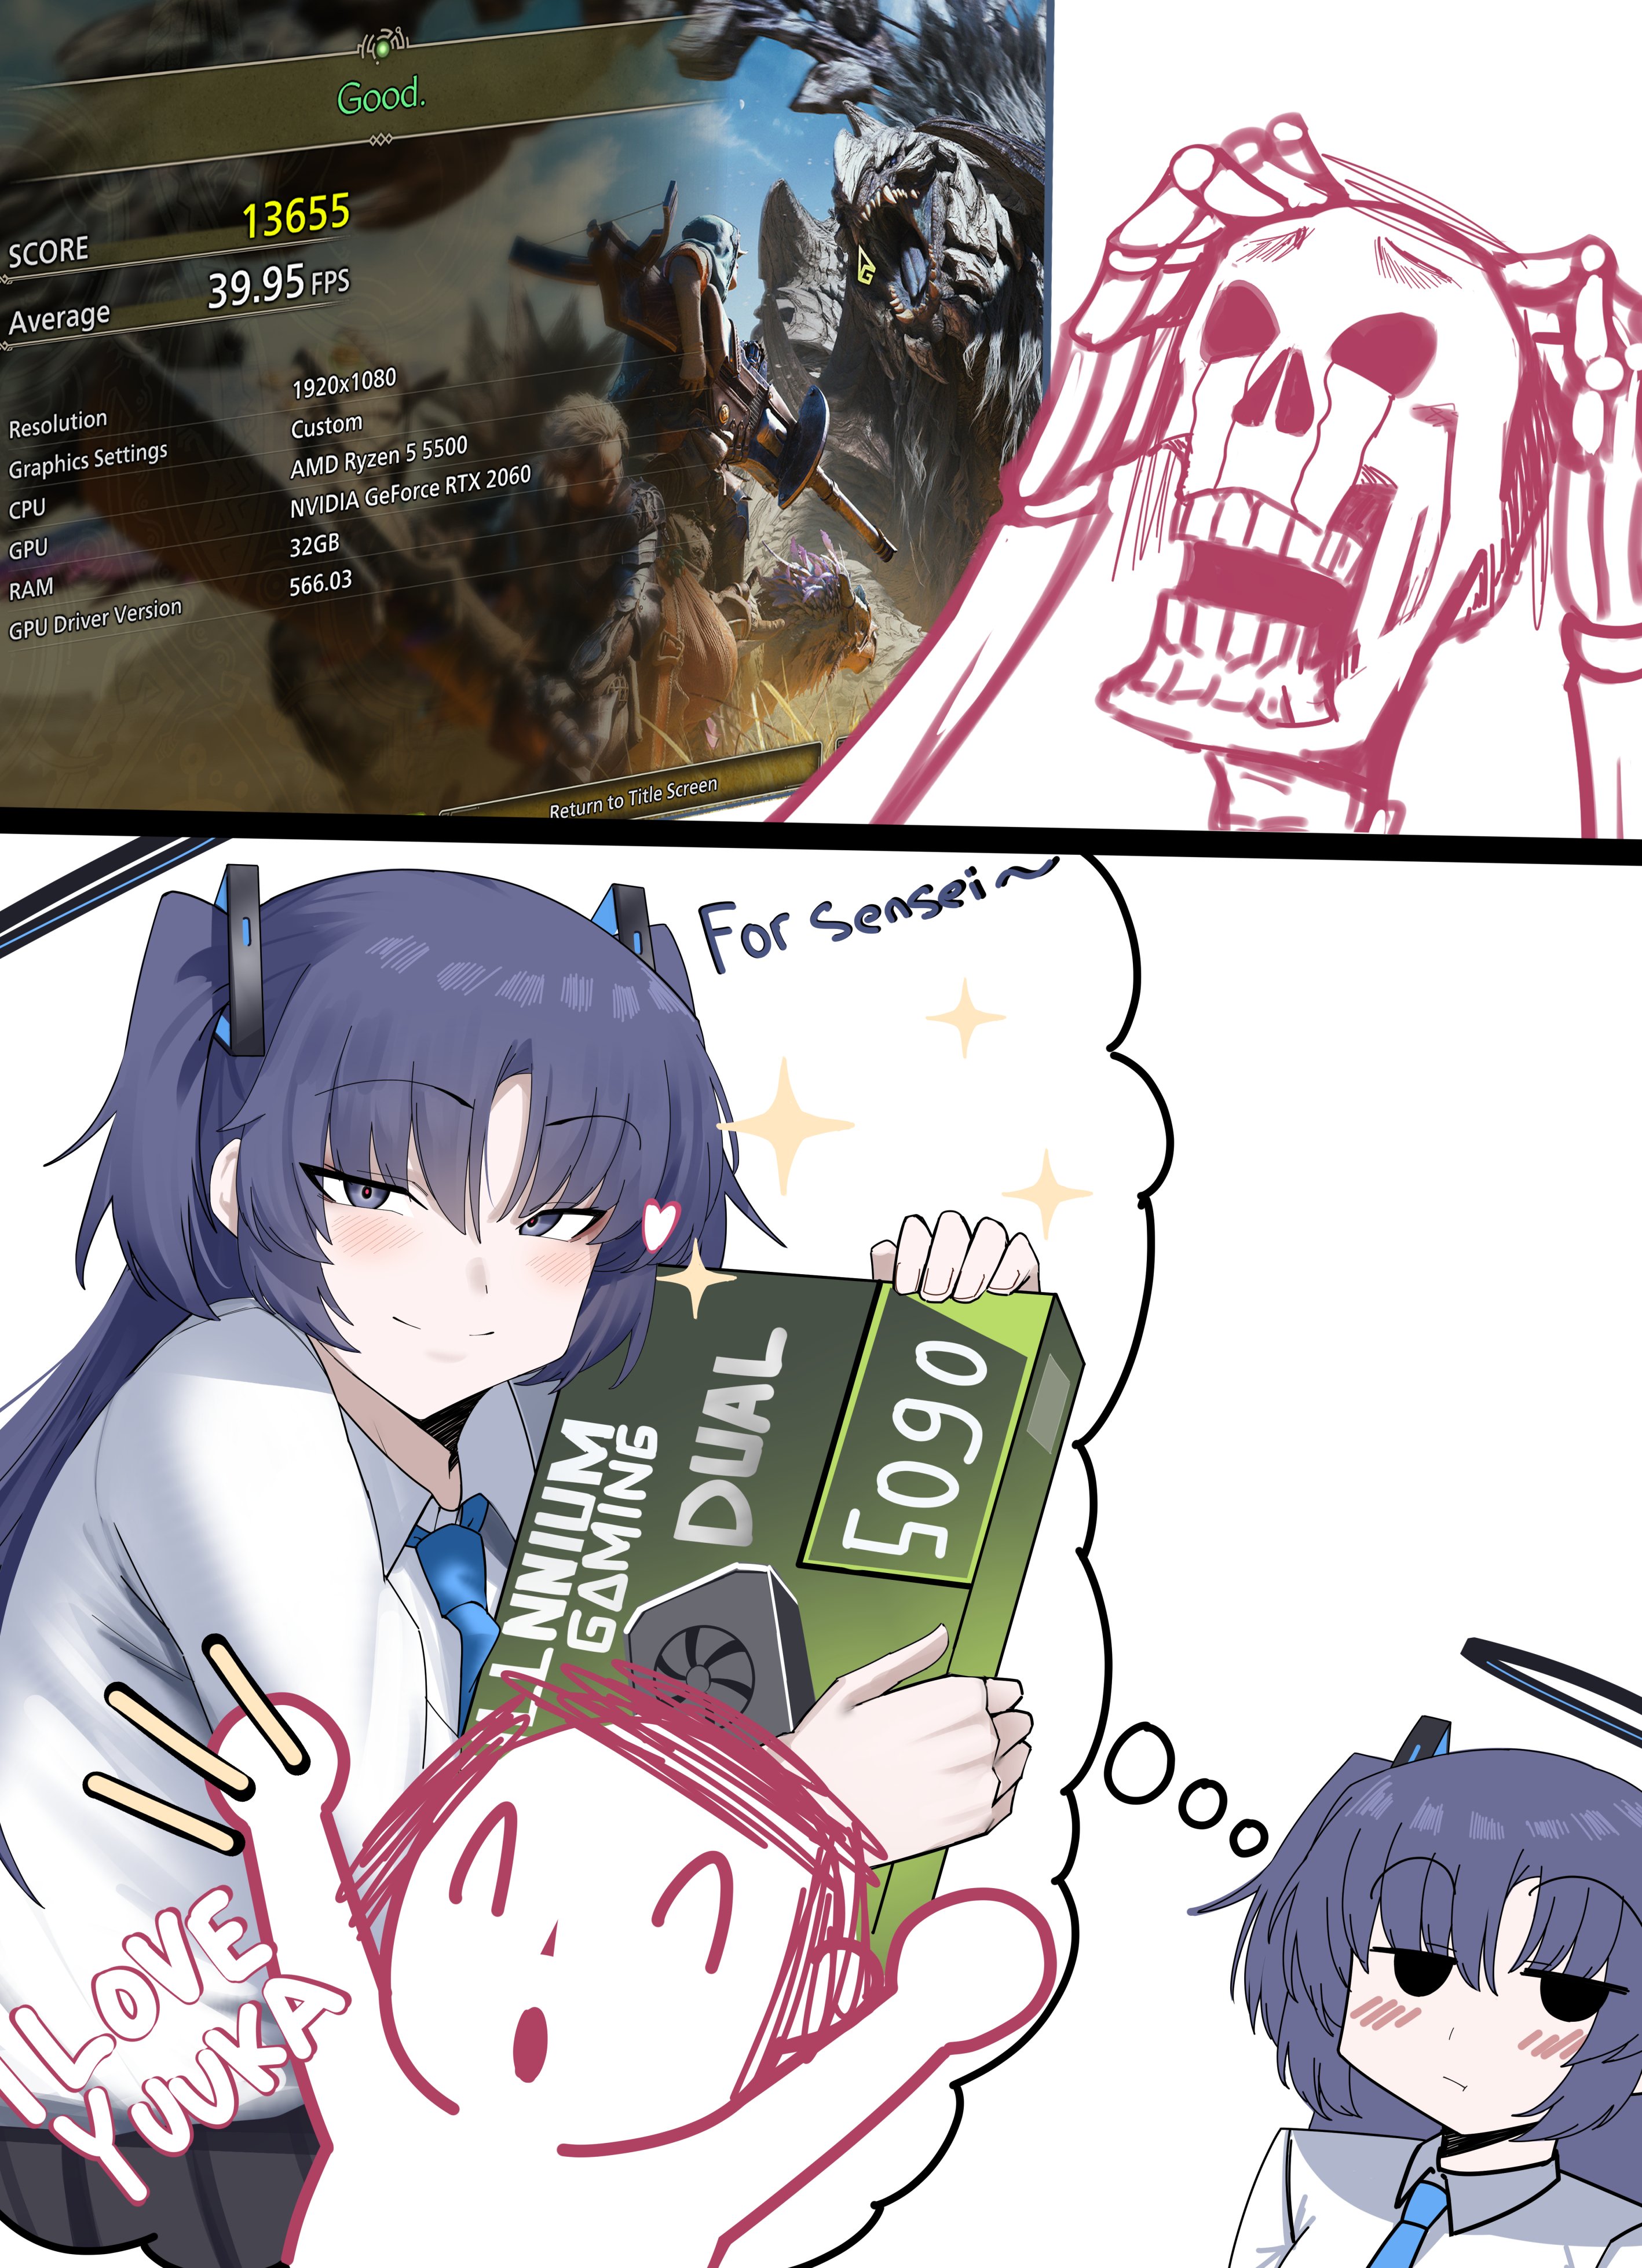 Good.
SCORE 13655
Average 39.95 FPS
Resolution 1920x1080
Graphics Settings Custom
CPU AMD Ryzen 5 5500
GPU NVIDIA GeForce RTX 2060
RAM 32GB
GPU Driver Version 566.03
Return to Title Screen
For Sensei~
LLNNIUM
GAMING
DUAL
5090
I LOVE
YUUKA